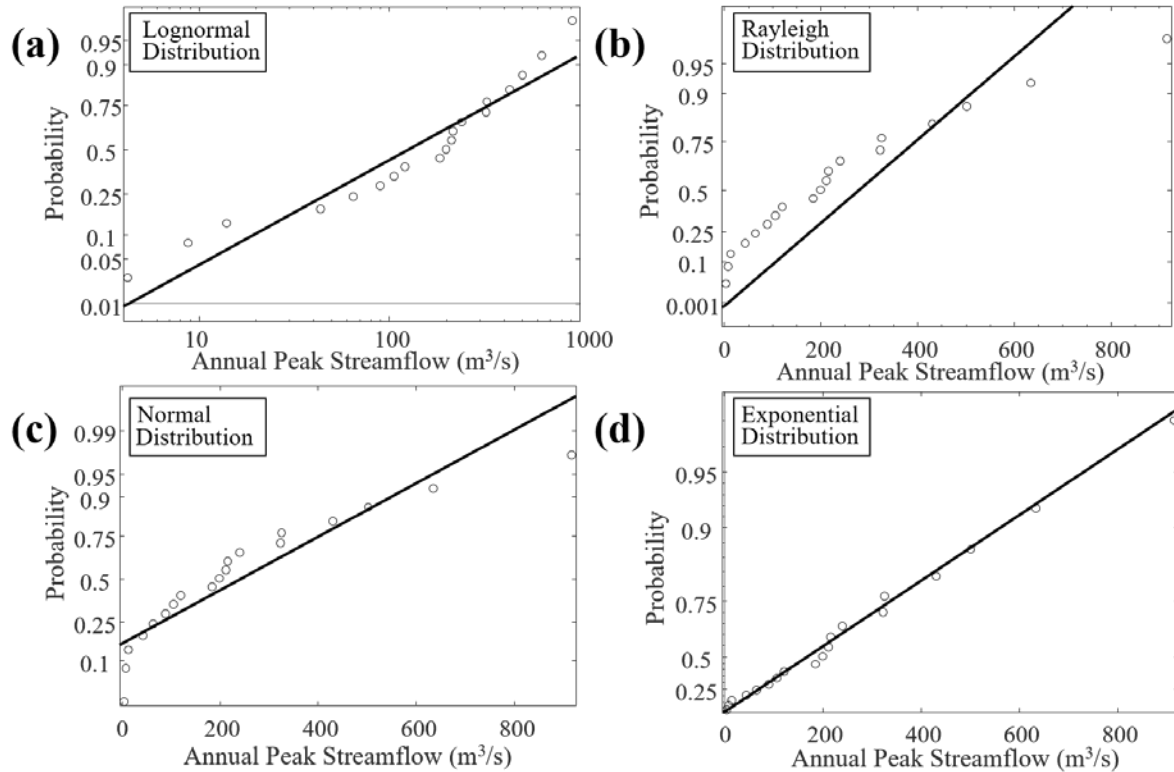 (a)
Lognormal
Distribution
Probability
0.95
0.9
0.75
0.5
0.25
0.1
0.05
0.01
10
100
1000
Annual Peak Streamflow (m³/s)
(b)
Rayleigh
Distribution
Probability
0.95
0.9
0.75
0.5
0.25
0.1
0.001
0
200
400
600
800
Annual Peak Streamflow (m³/s)
(c)
Normal
Distribution
Probability
0.99
0.95
0.9
0.75
0.5
0.25
0.1
0
200
400
600
800
Annual Peak Streamflow (m³/s)
(d)
Exponential
Distribution
Probability
0.95
0.9
0.75
0.5
0.25
0
200
400
600
800
Annual Peak Streamflow (m³/s)